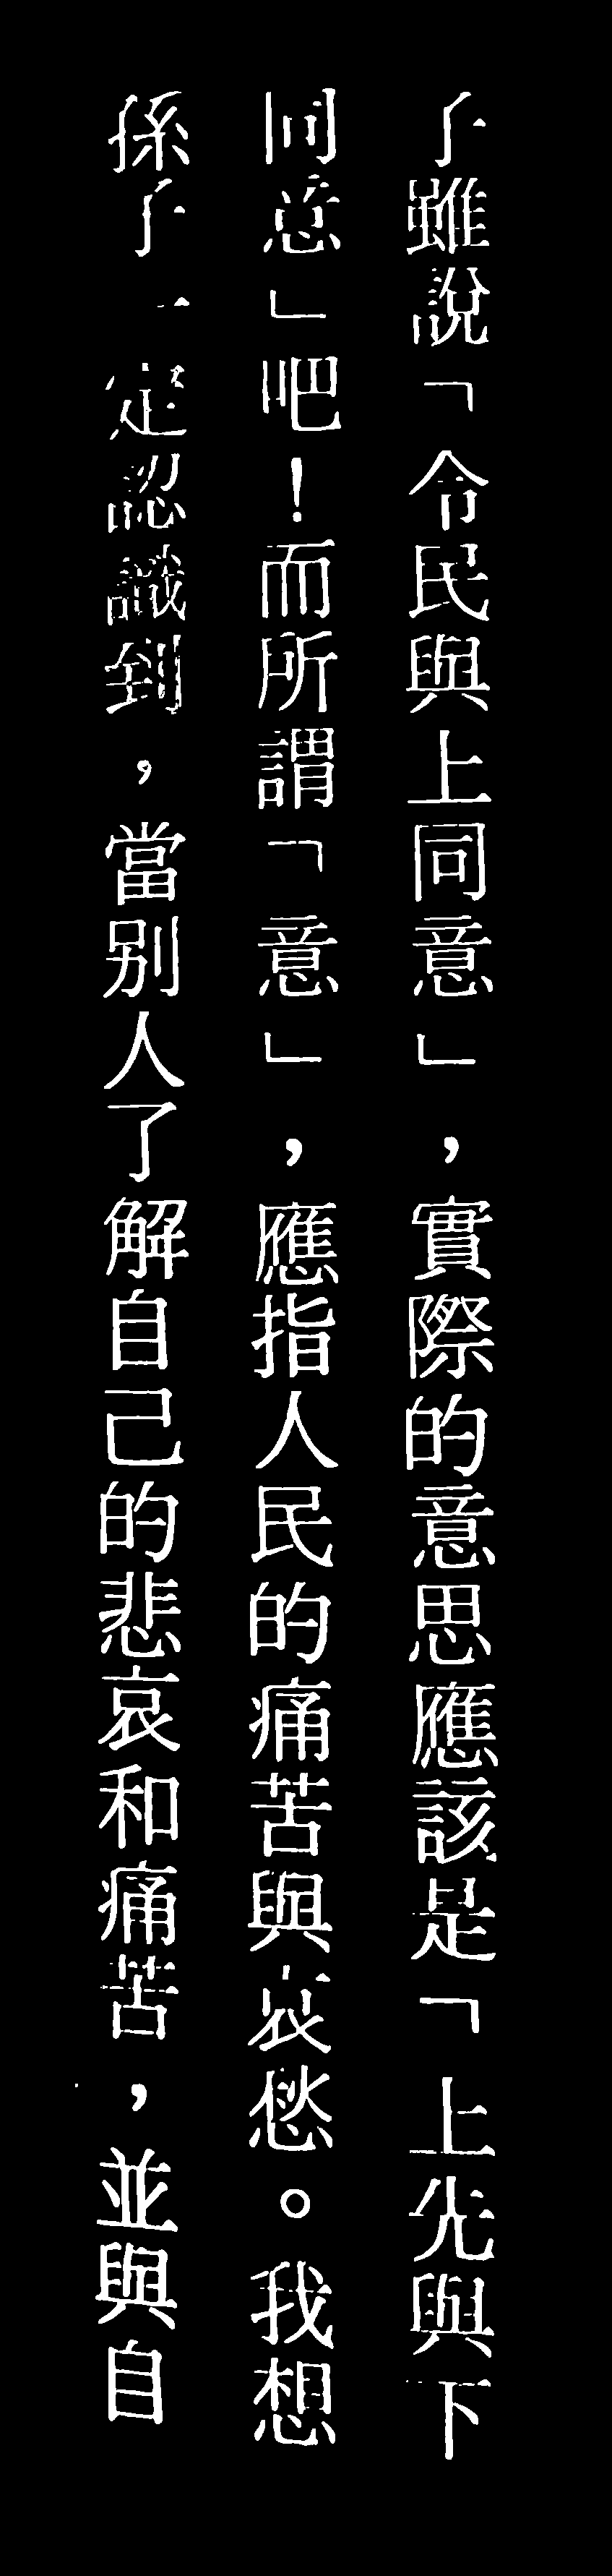 子雖說「令民與上同意」,實際的意思應該是「上先與下
同意」吧!而所謂「意」,應指人民的痛苦與哀愁。我想
孫子一定認識到,當別人了解自己的悲哀和痛苦,並與自